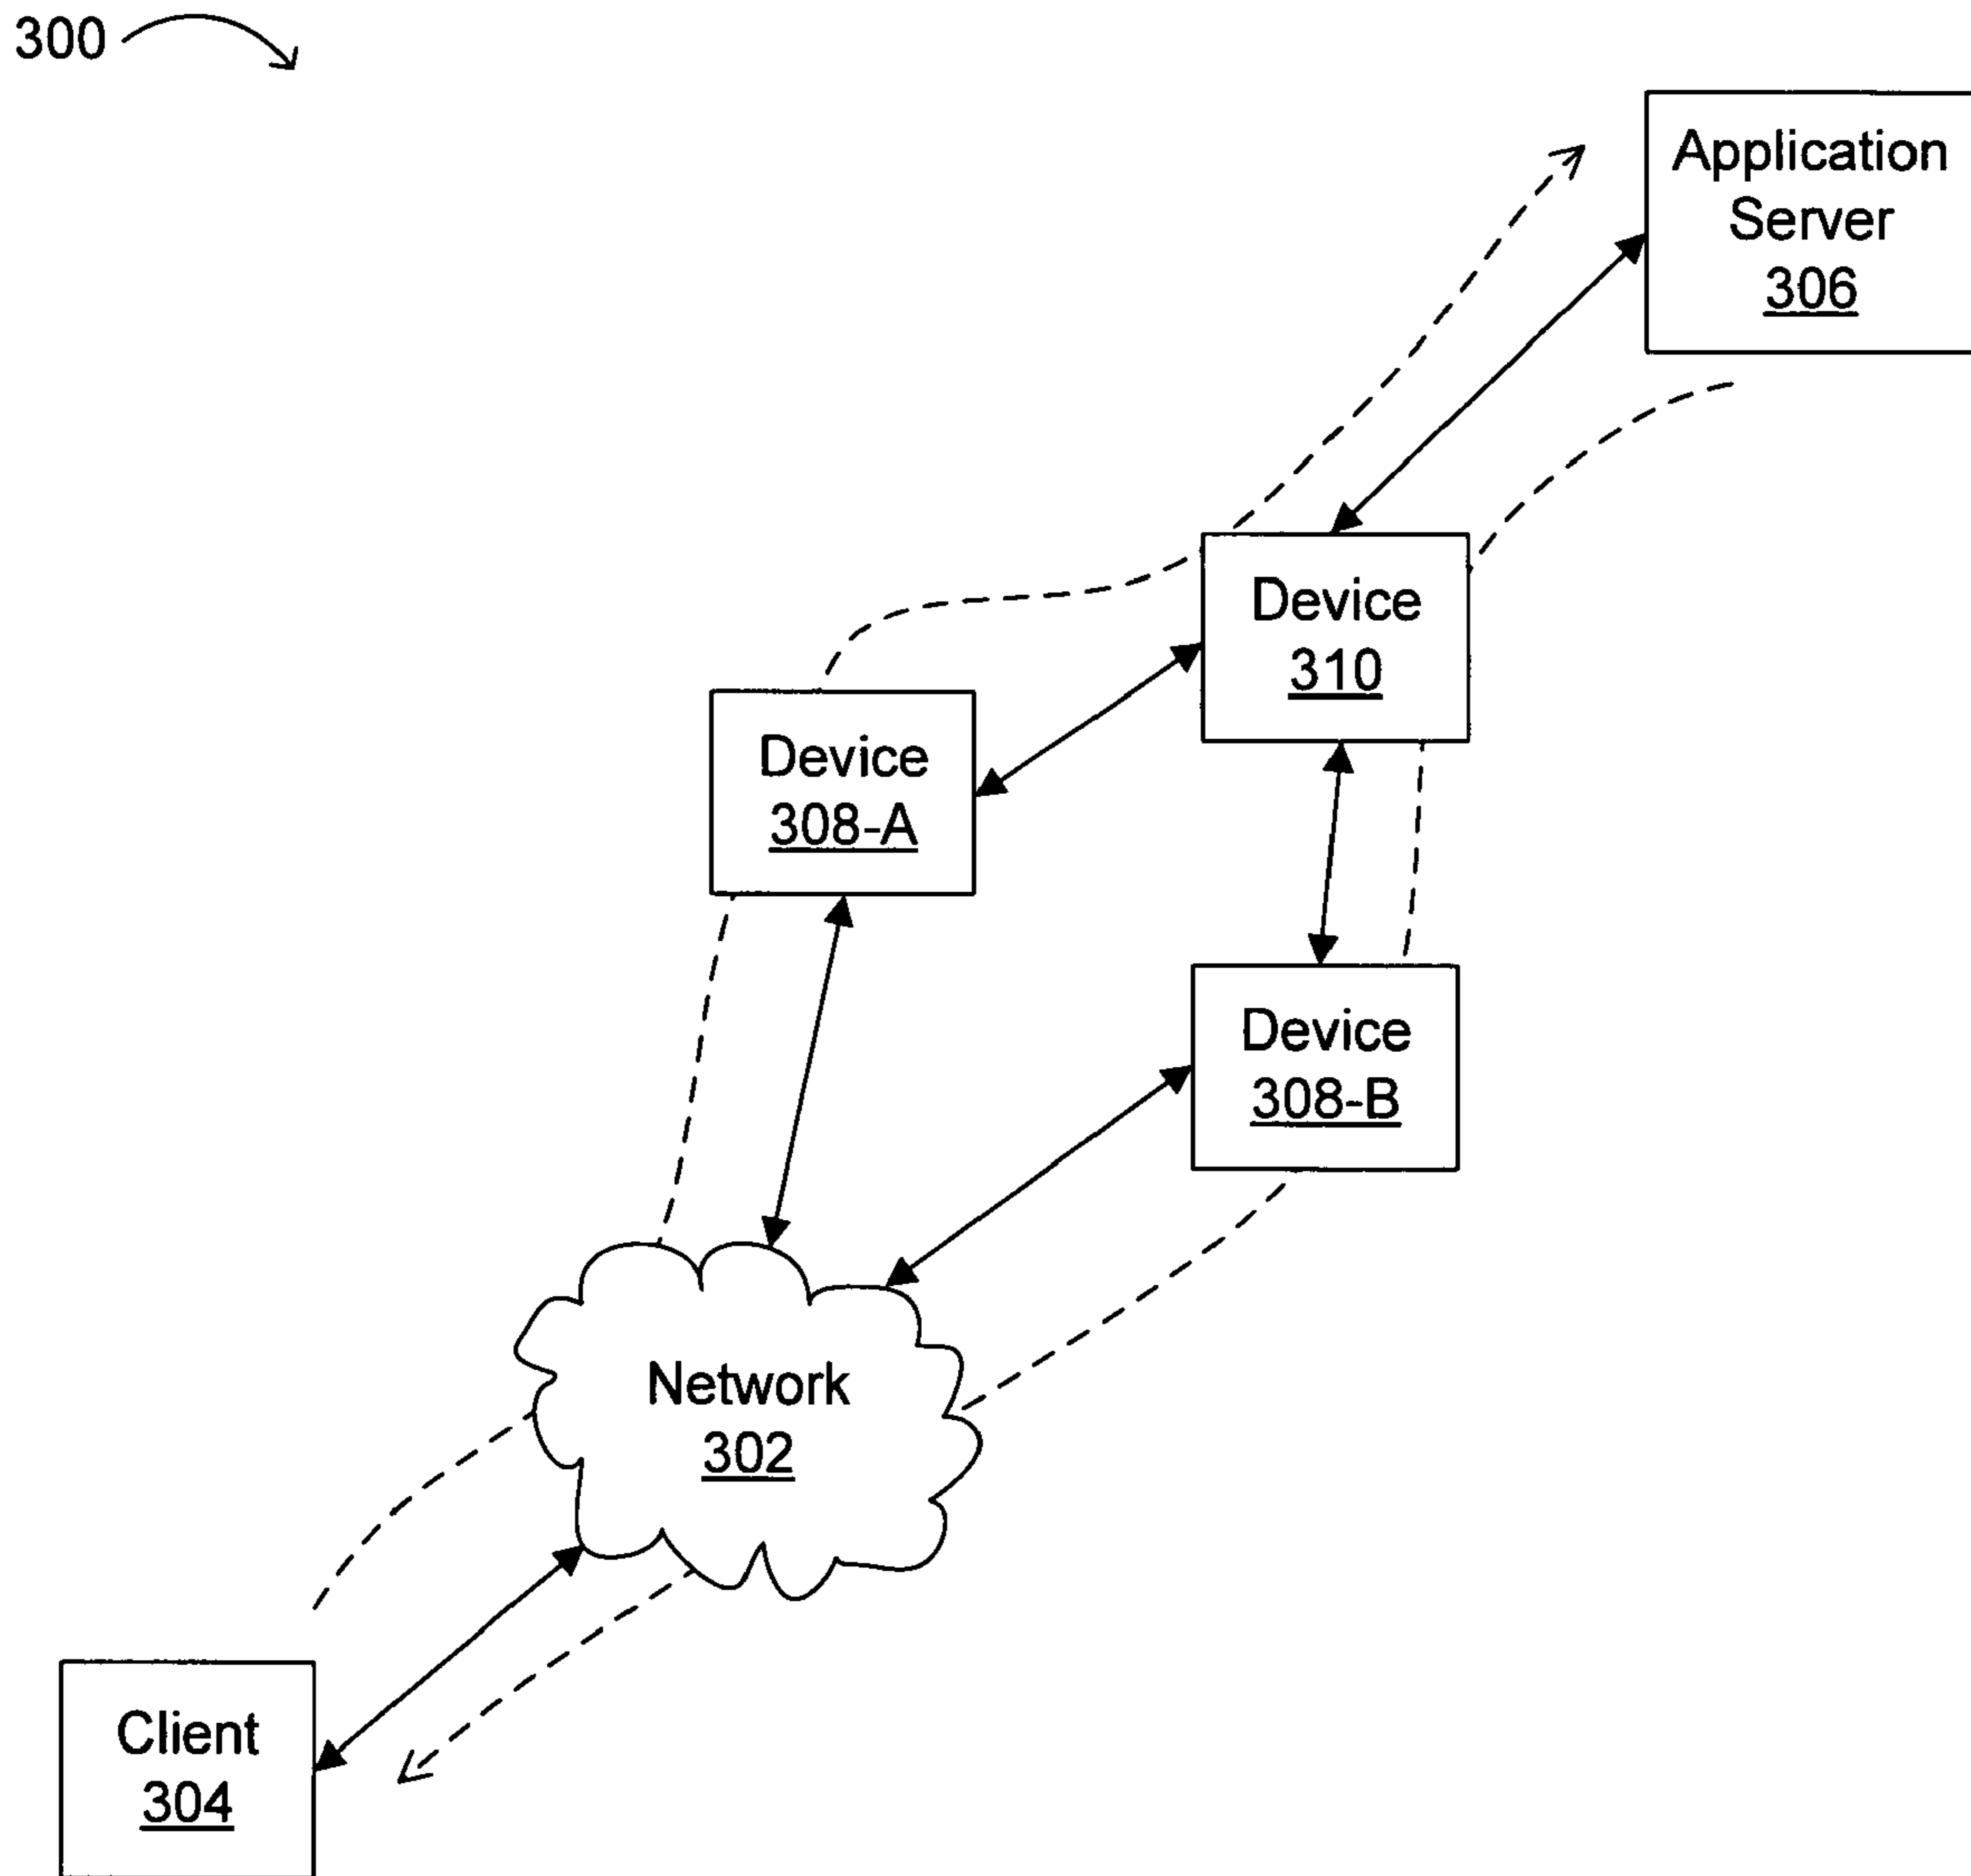 300
Application
Server
306
Device
310
Device
308-A
Device
308-B
Network
302
Client
304